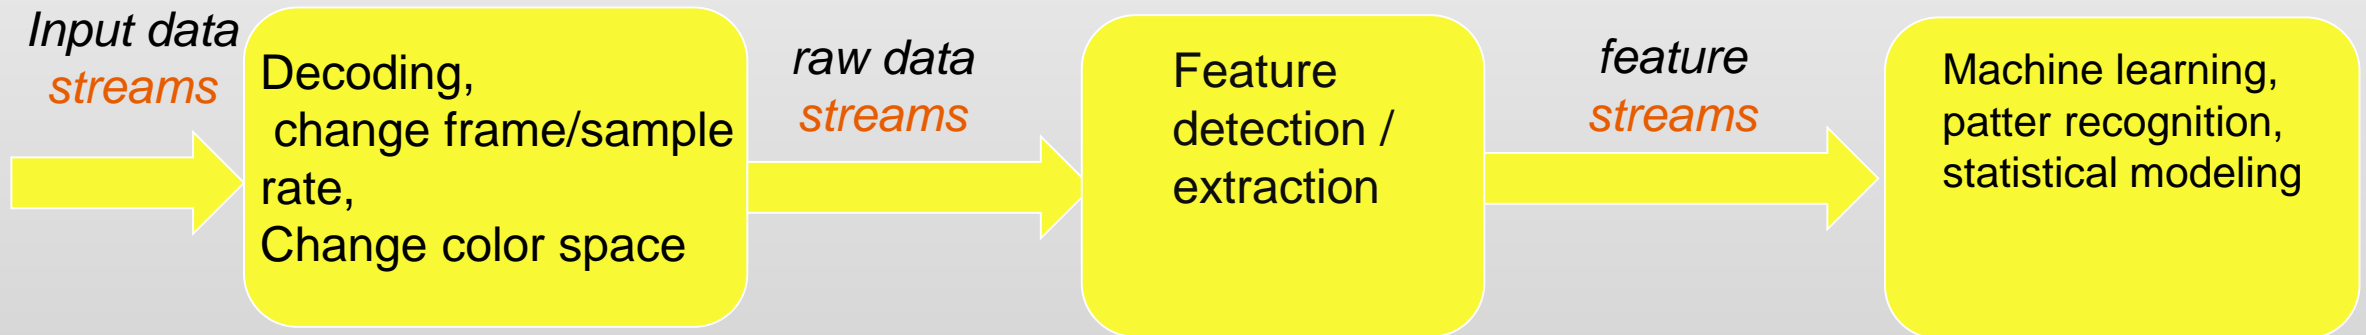 Input data
streams
Decoding,
change frame/sample
rate,
Change color space
raw data
streams
Feature
detection /
extraction
feature
streams
Machine learning,
patter recognition,
statistical modeling